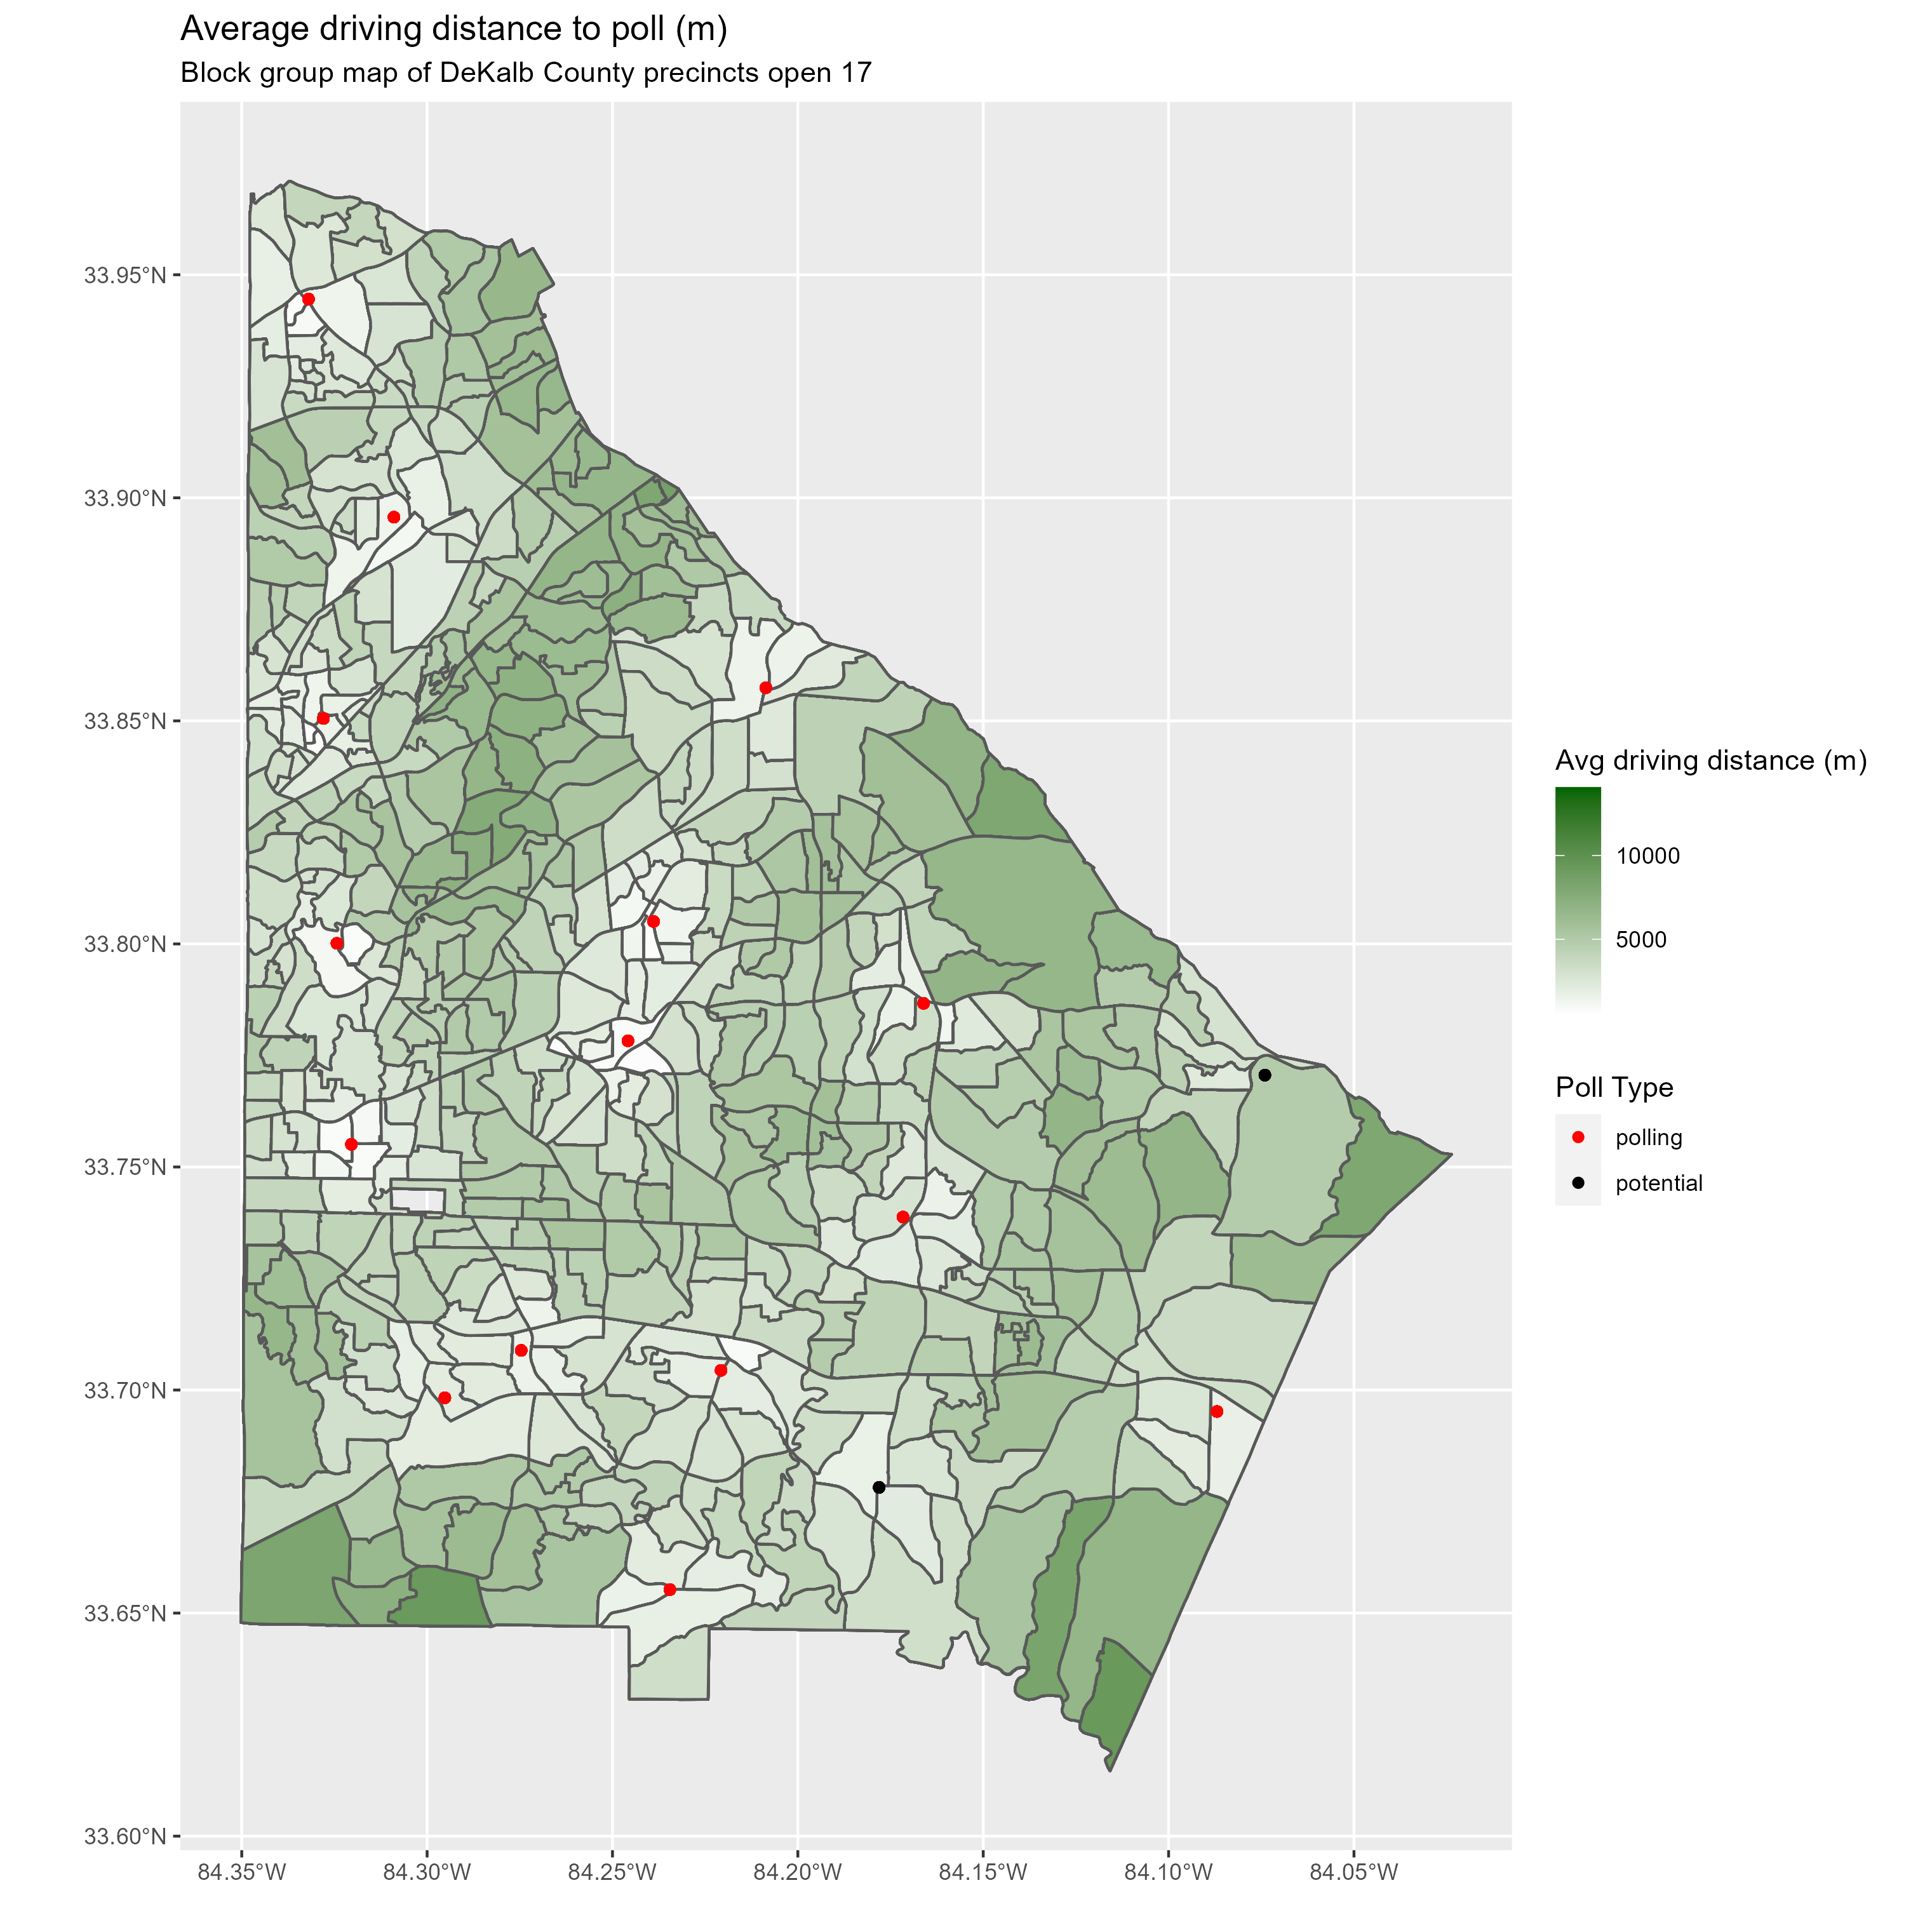 Average driving distance to poll (m)
Block group map of DeKalb County precincts open 17
33.95°N
33.90°N
33.85°N
33.80°N
33.75°N
33.70°N
33.65°N
33.60°N
84.35°W
84.30°W
84.25°W
84.20°W
84.15°W
84.10°W
84.05°W
Avg driving distance (m)
10000
5000
Poll Type
polling
potential